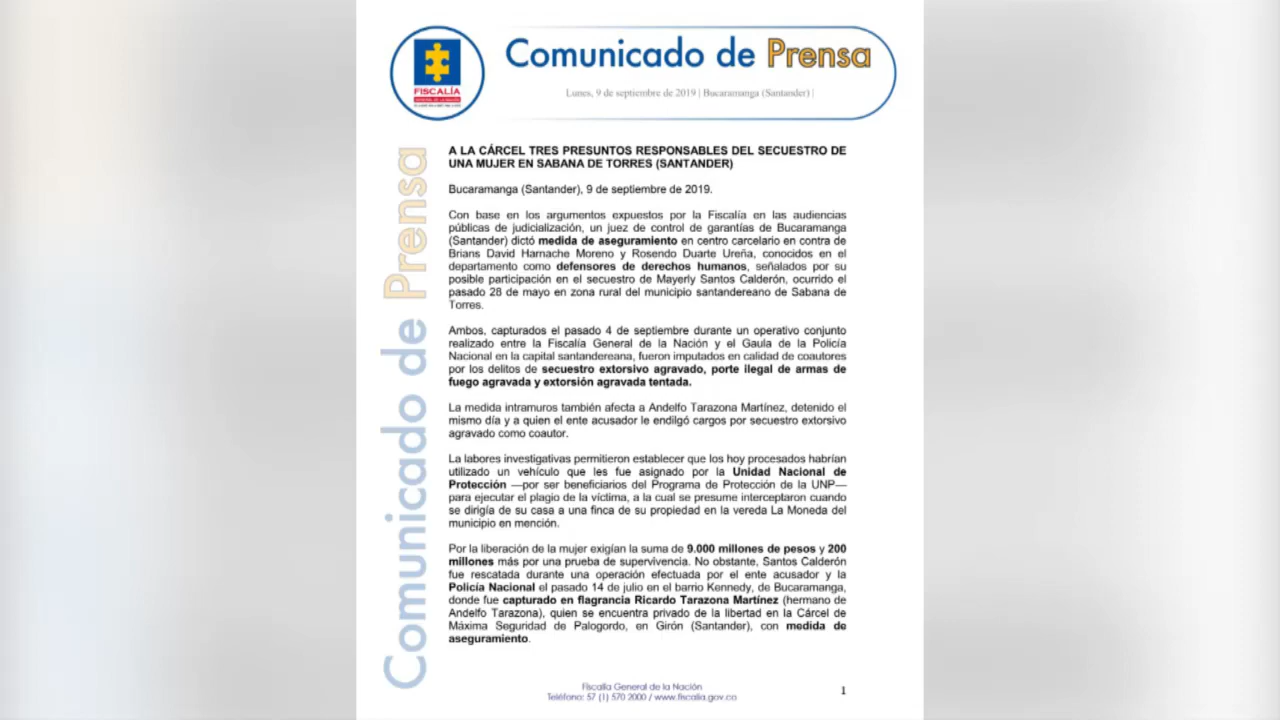 FISCALÍA
GENERAL DE LA NACIÓN
Comunicado de Prensa
Lunes, 9 de septiembre de 2019 | Bucaramanga (Santander) |
Comunicado de Prensa
A LA CÁRCEL TRES PRESUNTOS RESPONSABLES DEL SECUESTRO DE
UNA MUJER EN SABANA DE TORRES (SANTANDER)
Bucaramanga (Santander), 9 de septiembre de 2019.
Con base en los argumentos expuestos por la Fiscalía en las audiencias
públicas de judicialización, un juez de control de garantías de Bucaramanga
(Santander) dictó medida de aseguramiento en centro carcelario en contra de
Brians David Harnache Moreno y Rosendo Duarte Ureña, conocidos en el
departamento como defensores de derechos humanos, señalados por su
posible participación en el secuestro de Mayerly Santos Calderón, ocurrido el
pasado 28 de mayo en zona rural del municipio santandereano de Sabana de
Torres.
Ambos, capturados el pasado 4 de septiembre durante un operativo conjunto
realizado entre la Fiscalía General de la Nación y el Gaula de la Policía
Nacional en la capital santandereana, fueron imputados en calidad de coautores
por los delitos de secuestro extorsivo agravado, porte ilegal de armas de
fuego agravada y extorsión agravada tentada.
La medida intramuros también afecta a Andelfo Tarazona Martínez, detenido el
mismo día y a quien el ente acusador le endilgó cargos por secuestro extorsivo
agravado como coautor.
La labores investigativas permitieron establecer que los hoy procesados habrían
utilizado un vehículo que les fue asignado por la Unidad Nacional de
Protección —por ser beneficiarios del Programa de Protección de la UNP—
para ejecutar el plagio de la víctima, a la cual se presume interceptaron cuando
se dirigía de su casa a una finca de su propiedad en la vereda La Moneda del
municipio en mención.
Por la liberación de la mujer exigían la suma de 9.000 millones de pesos y 200
millones más por una prueba de supervivencia. No obstante, Santos Calderón
fue rescatada durante una operación efectuada por el ente acusador y la
Policía Nacional el pasado 14 de julio en el barrio Kennedy, de Bucaramanga,
donde fue capturado en flagrancia Ricardo Tarazona Martínez (hermano de
Andelfo Tarazona), quien se encuentra privado de la libertad en la Cárcel de
Máxima Seguridad de Palogordo, en Girón (Santander), con medida de
aseguramiento.
Fiscalía General de la Nación
Teléfono: 57 (1) 570 2000 / www.fiscalia.gov.co
1